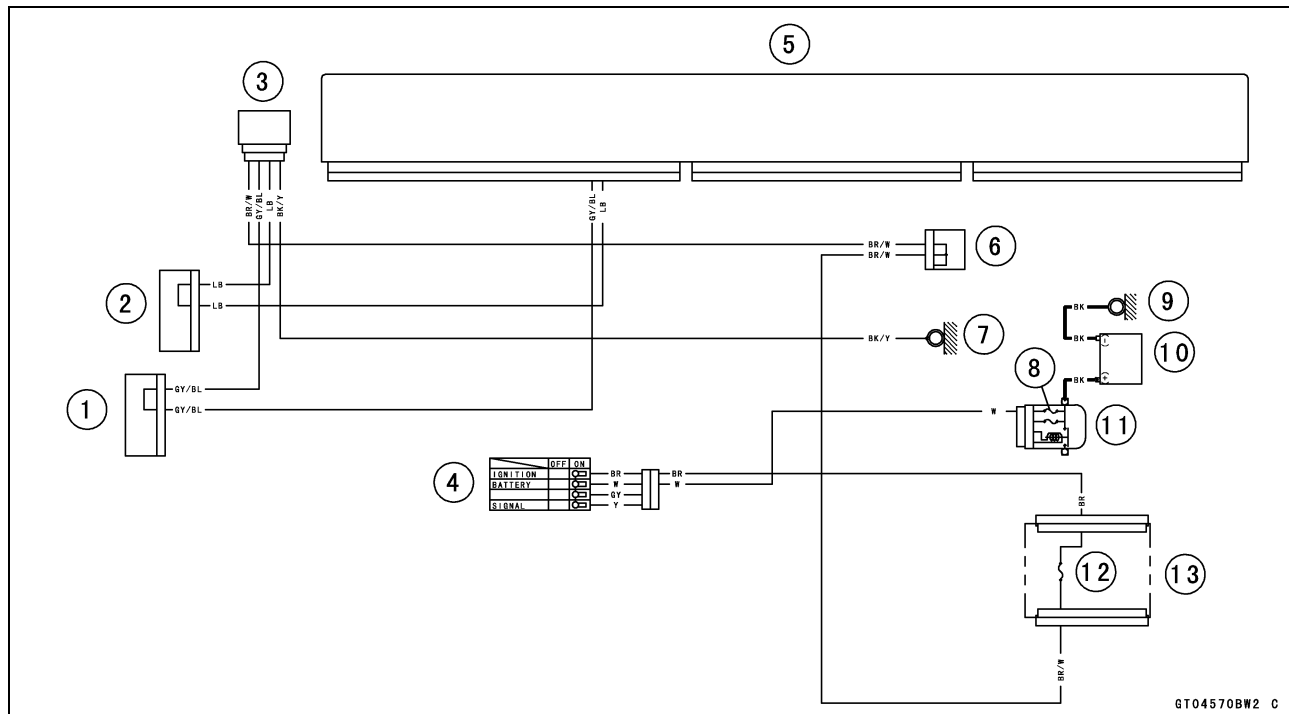 5
3
BR/W
GY/BL
LB
BK/Y
GY/BL
LB
BR/W
BR/W
6
2
LB
LB
BK
9
BK/Y
7
BK
(-)
10
8
BK
(+)
1
GY/BL
GY/BL
W
11
4
OFF ON
IGNITION BR BR
BATTERY W W
GY
SIGNAL Y
BR
12
13
BR/W
GT04570BW2 C